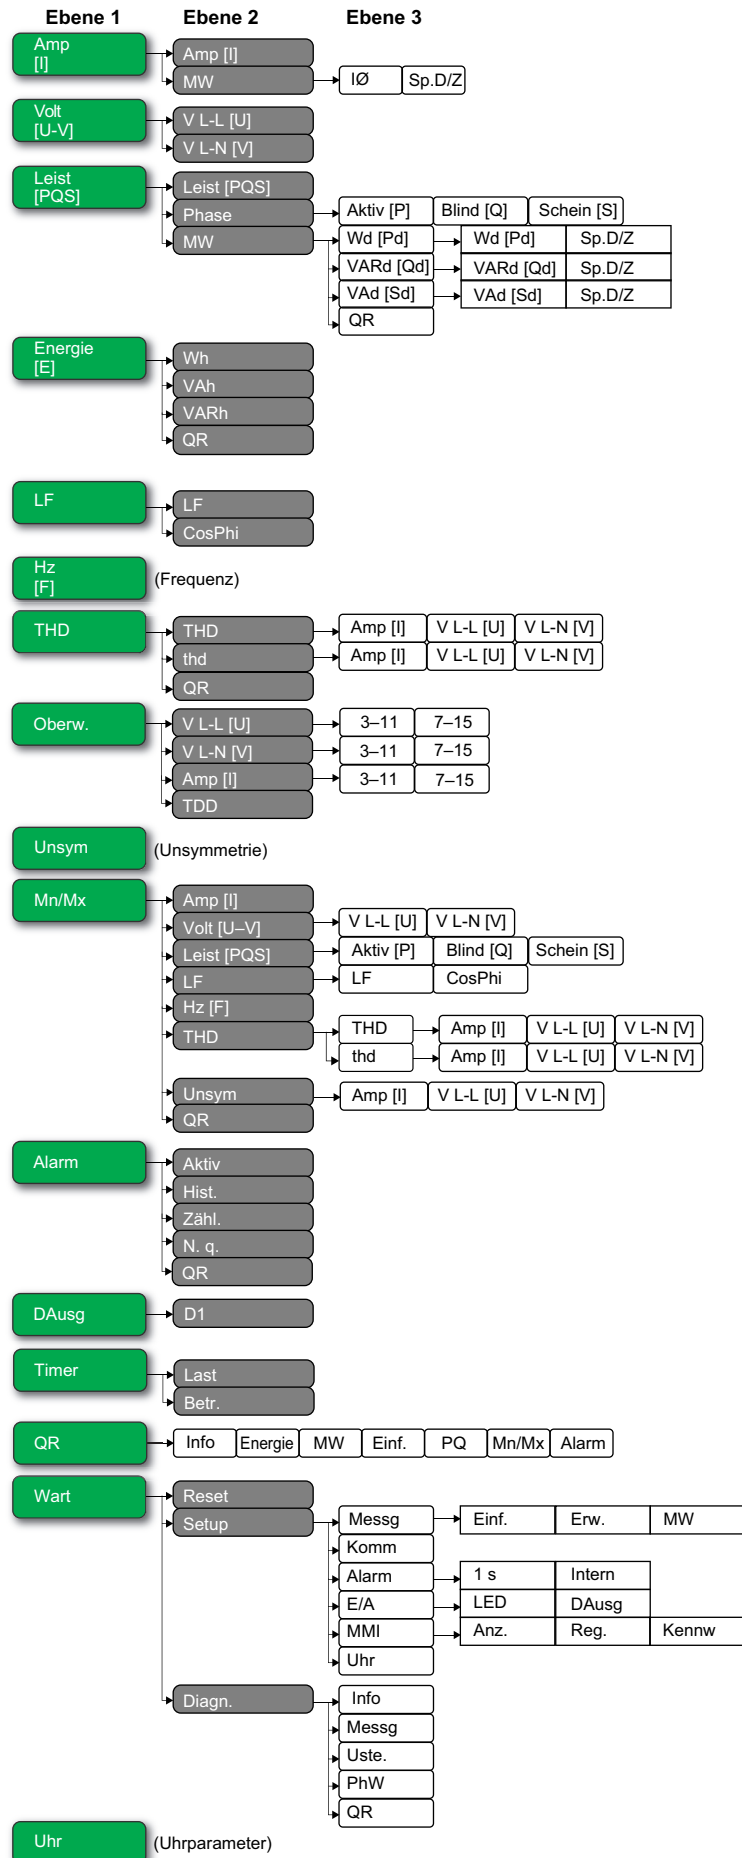 Ebene 1 Ebene 2 Ebene 3
Amp
[I]
Amp [I]
MW IØ Sp.D/Z
Volt
[U-V]
V L-L [U]
V L-N [V]
Leist
[PQS]
Leist [PQS]
Phase Aktiv [P] Blind [Q] Schein [S]
MW Wd [Pd] Wd [Pd] Sp.D/Z
VARd [Qd] VARd [Qd] Sp.D/Z
VAd [Sd] VAd [Sd] Sp.D/Z
QR
Energie
[E]
Wh
VAh
VARh
QR
LF
LF
CosPhi
Hz
[F]
(Frequenz)
THD THD Amp [I] V L-L [U] V L-N [V]
thd Amp [I] V L-L [U] V L-N [V]
QR
Oberw. V L-L [U] 3–11 7–15
V L-N [V] 3–11 7–15
Amp [I] 3–11 7–15
TDD
Unsym (Unsymmetrie)
Mn/Mx Amp [I]
Volt [U–V] V L-L [U] V L-N [V]
Leist [PQS] Aktiv [P] Blind [Q] Schein [S]
LF LF CosPhi
Hz [F]
THD THD Amp [I] V L-L [U] V L-N [V]
thd Amp [I] V L-L [U] V L-N [V]
Unsym Amp [I] V L-L [U] V L-N [V]
QR
Alarm Aktiv
Hist.
Zähl.
N. q.
QR
DAusg D1
Timer Last
Betr.
QR Info Energie MW Einf. PQ Mn/Mx Alarm
Wart Reset
Setup Messg Einf. Erw. MW
Komm
Alarm 1 s Intern
E/A LED DAusg
MMI Anz. Reg. Kennw
Uhr
Diagn. Info
Messg
Uste.
PhW
QR
Uhr (Uhrparameter)